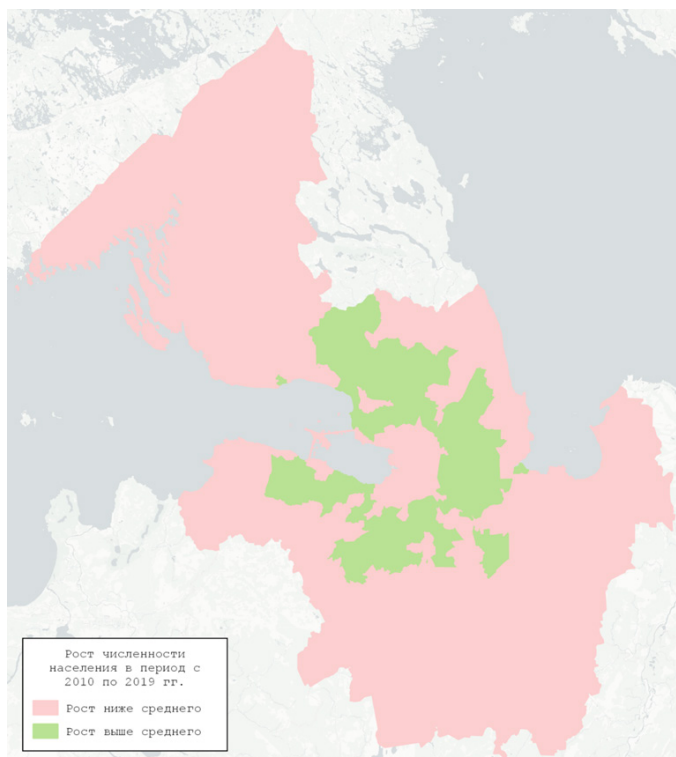 Рост численности
населения в период с
2010 по 2019 гг.
Рост ниже среднего
Рост выше среднего